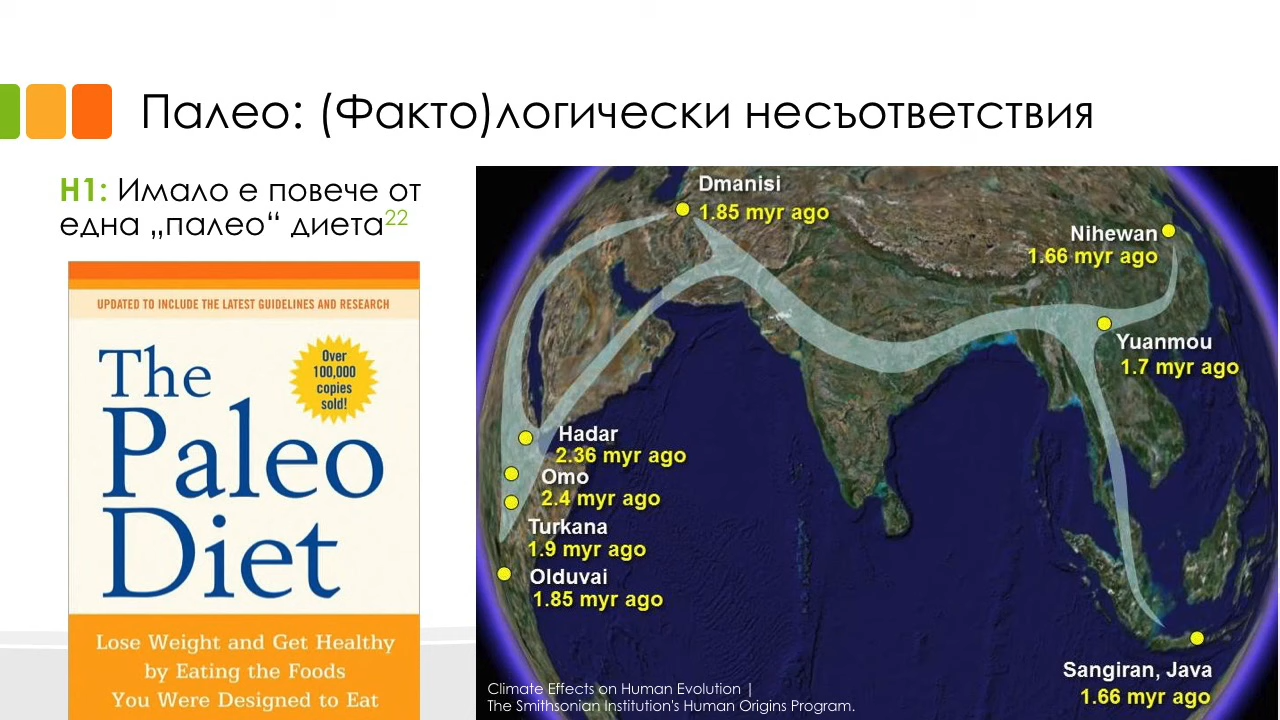 Палео: (Факто)логически несъответствия
Н1: Имало е повече от
една „палео“ диета22
UPDATED TO INCLUDE THE LATEST GUIDELINES AND RESEARCH
The
Paleo
Diet
Over
100,000
copies
sold!
Lose Weight and Get Healthy
by Eating the Foods
You Were Designed to Eat
Dmanisi
1.85 myr ago
Nihewan
1.66 myr ago
Yuanmou
1.7 myr ago
Hadar
2.36 myr ago
Omo
2.4 myr ago
Turkana
1.9 myr ago
Olduvai
1.85 myr ago
Sangiran, Java
1.66 myr ago
Climate Effects on Human Evolution |
The Smithsonian Institution's Human Origins Program.